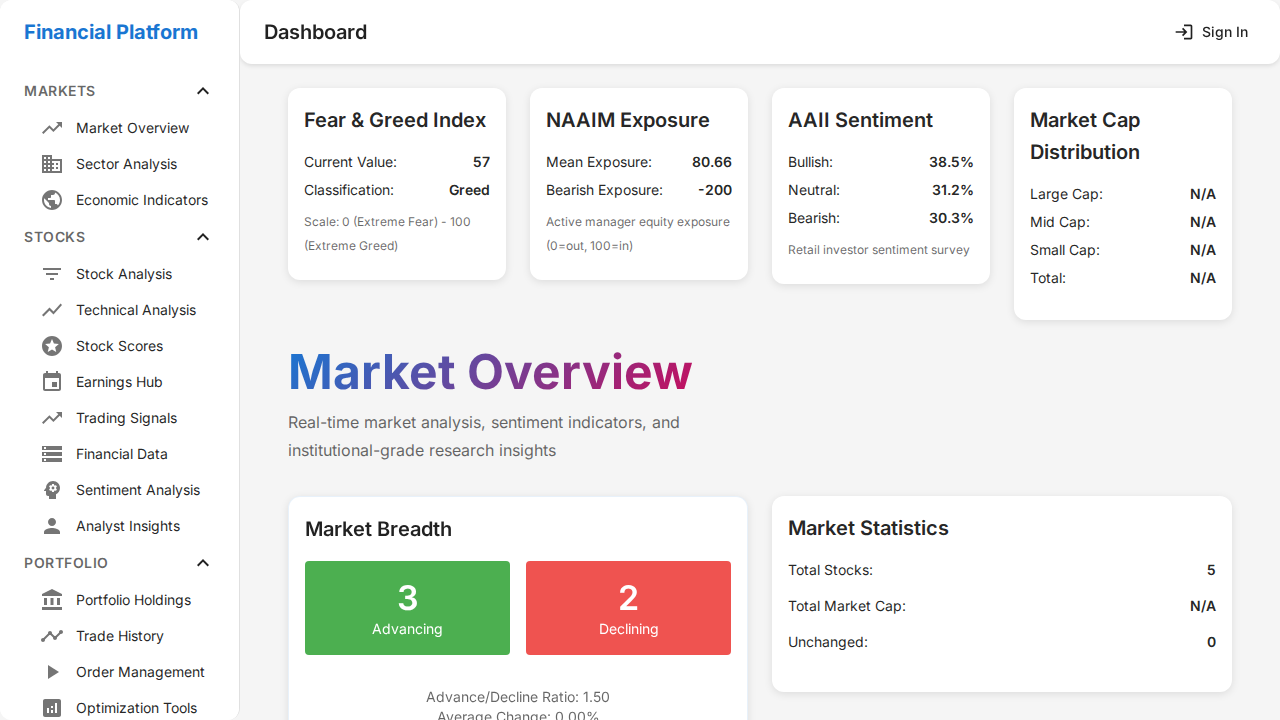 Financial Platform
Dashboard
Sign In
MARKETS
Market Overview
Sector Analysis
Economic Indicators
STOCKS
Stock Analysis
Technical Analysis
Stock Scores
Earnings Hub
Trading Signals
Financial Data
Sentiment Analysis
Analyst Insights
PORTFOLIO
Portfolio Holdings
Trade History
Order Management
Optimization Tools
Fear & Greed Index
Current Value: 57
Classification: Greed
Scale: 0 (Extreme Fear) - 100
(Extreme Greed)
NAAIM Exposure
Mean Exposure: 80.66
Bearish Exposure: -200
Active manager equity exposure
(0=out, 100=in)
AAII Sentiment
Bullish: 38.5%
Neutral: 31.2%
Bearish: 30.3%
Retail investor sentiment survey
Market Cap
Distribution
Large Cap: N/A
Mid Cap: N/A
Small Cap: N/A
Total: N/A
Market Overview
Real-time market analysis, sentiment indicators, and
institutional-grade research insights
Market Breadth
3
Advancing
2
Declining
Advance/Decline Ratio: 1.50
Average Change: 0.00%
Market Statistics
Total Stocks: 5
Total Market Cap: N/A
Unchanged: 0